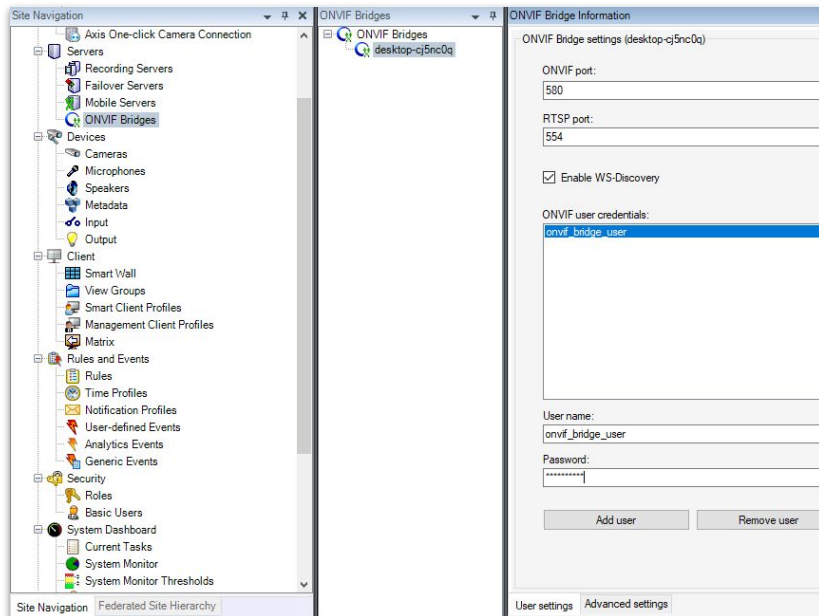 Site Navigation
Axis One-click Camera Connection
Servers
Recording Servers
Failover Servers
Mobile Servers
ONVIF Bridges
Devices
Cameras
Microphones
Speakers
Metadata
Input
Output
Client
Smart Wall
View Groups
Smart Client Profiles
Management Client Profiles
Matrix
Rules and Events
Rules
Time Profiles
Notification Profiles
User-defined Events
Analytics Events
Generic Events
Security
Roles
Basic Users
System Dashboard
Current Tasks
System Monitor
System Monitor Thresholds
Site Navigation
Federated Site Hierarchy
ONVIF Bridges
ONVIF Bridges
desktop-cj5nc0q
ONVIF Bridge Information
ONVIF Bridge settings (desktop-cj5nc0q)
ONVIF port:
580
RTSP port:
554
Enable WS-Discovery
ONVIF user credentials:
onvif_bridge_user
User name:
onvif_bridge_user
Password:
**********
Add user
Remove user
User settings
Advanced settings